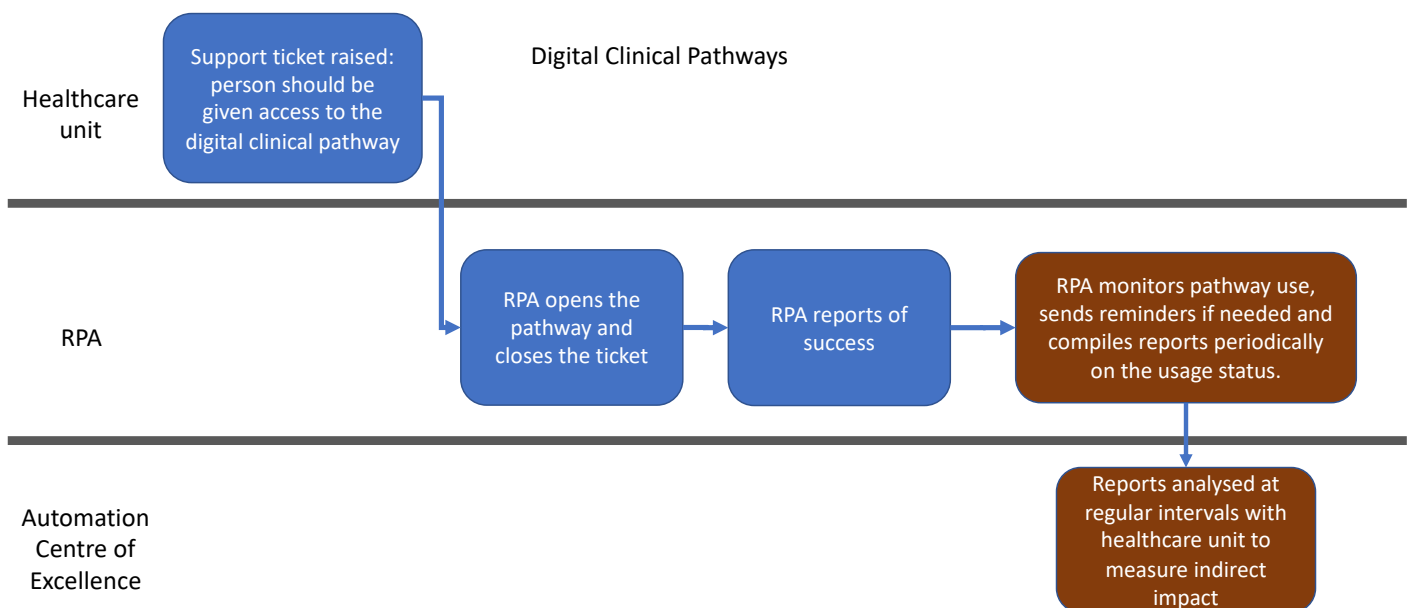 Digital Clinical Pathways
Healthcare
unit
Support ticket raised:
person should be
given access to the
digital clinical pathway
RPA
RPA opens the
pathway and
closes the ticket
RPA reports of
success
RPA monitors pathway use,
sends reminders if needed and
compiles reports periodically
on the usage status.
Automation
Centre of
Excellence
Reports analysed at
regular intervals with
healthcare unit to
measure indirect
impact